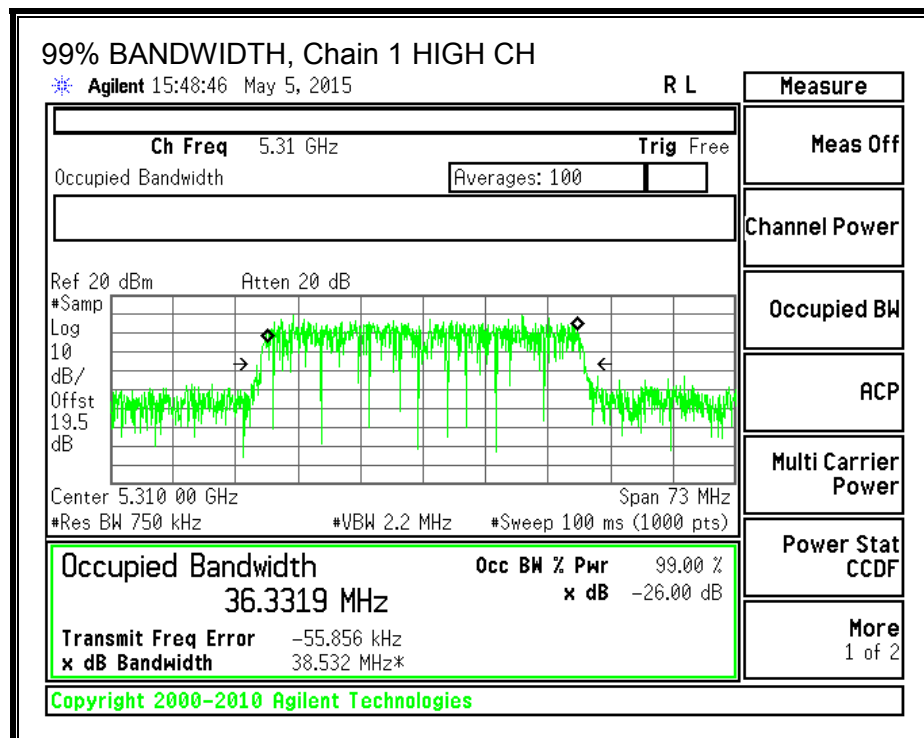 99% BANDWIDTH, Chain 1 HIGH CH
Agilent 15:48:46 May 5, 2015 R L
Measure
Ch Freq 5.31 GHz Trig Free
Meas Off
Occupied Bandwidth Averages: 100
Channel Power
Ref 20 dBm Atten 20 dB
#Samp
Log
10
dB/
Offst
19.5
dB
Occupied BW
ACP
Multi Carrier
Power
Center 5.310 00 GHz Span 73 MHz
#Res BW 750 kHz #VBW 2.2 MHz #Sweep 100 ms (1000 pts)
Power Stat
CCDF
Occupied Bandwidth Occ BW % Pwr 99.00 %
36.3319 MHz x dB -26.00 dB
Transmit Freq Error -55.856 kHz
x dB Bandwidth 38.532 MHz*
More
1 of 2
Copyright 2000-2010 Agilent Technologies